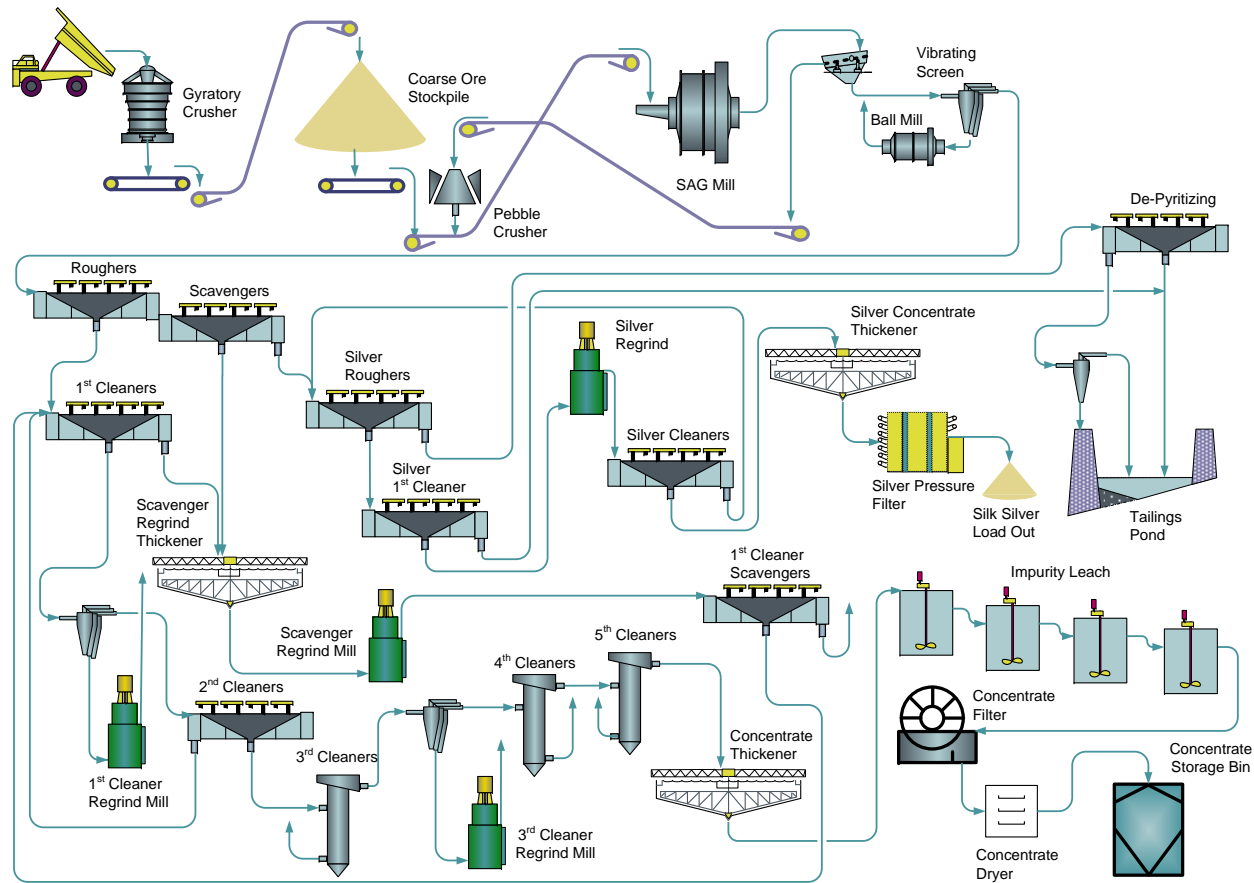 Gyratory
Crusher
Coarse Ore
Stockpile
Pebble
Crusher
SAG Mill
Vibrating
Screen
Ball Mill
De-Pyritizing
Roughers
Scavengers
1st Cleaners
Silver
Roughers
Silver
Regrind
Silver Concentrate
Thickener
Silver
1st Cleaner
Silver Cleaners
Silver Pressure
Filter
Silk Silver
Load Out
Tailings
Pond
Scavenger
Regrind
Thickener
1st Cleaner
Scavengers
Impurity Leach
Scavenger
Regrind Mill
5th Cleaners
4th Cleaners
2nd Cleaners
3rd Cleaners
1st Cleaner
Regrind Mill
3rd Cleaner
Regrind Mill
Concentrate
Thickener
Concentrate
Filter
Concentrate
Storage Bin
Concentrate
Dryer